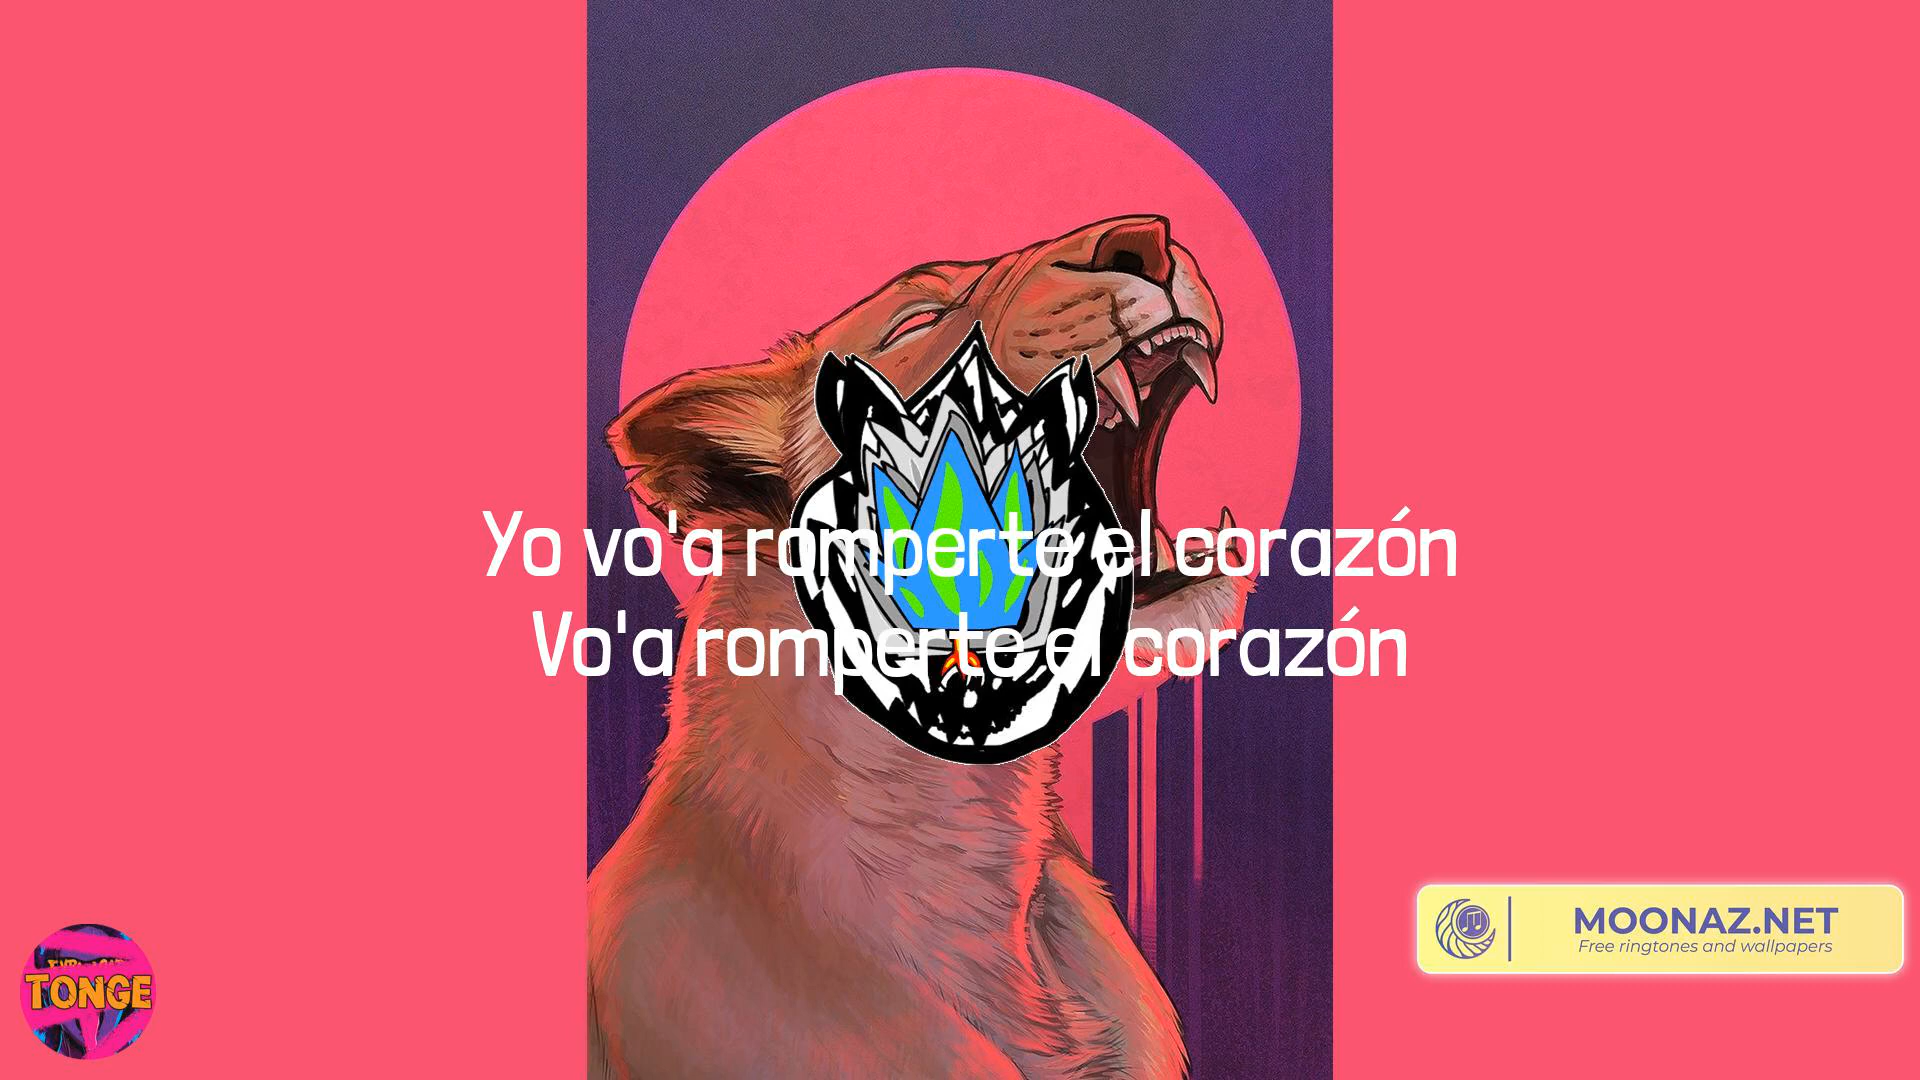 Yo vo'a romperte el corazón
Vo'a romperte el corazón
MOONAZ.NET
Free ringtones and wallpapers
TONGE